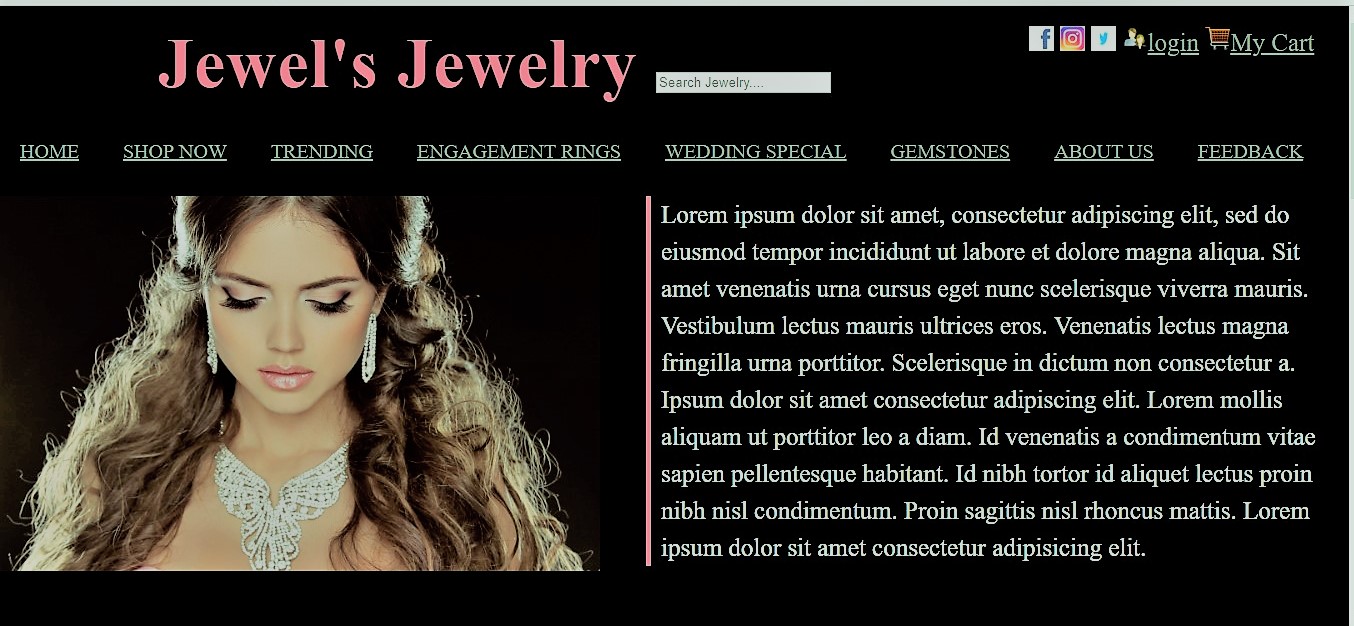 Jewel's Jewelry
Search Jewelry....
login My Cart
HOME SHOP NOW TRENDING ENGAGEMENT RINGS WEDDING SPECIAL GEMSTONES ABOUT US FEEDBACK
Lorem ipsum dolor sit amet, consectetur adipiscing elit, sed do
eiusmod tempor incididunt ut labore et dolore magna aliqua. Sit
amet venenatis urna cursus eget nunc scelerisque viverra mauris.
Vestibulum lectus mauris ultrices eros. Venenatis lectus magna
fringilla urna porttitor. Scelerisque in dictum non consectetur a.
Ipsum dolor sit amet consectetur adipiscing elit. Lorem mollis
aliquam ut porttitor leo a diam. Id venenatis a condimentum vitae
sapien pellentesque habitant. Id nibh tortor id aliquet lectus proin
nibh nisl condimentum. Proin sagittis nisl rhoncus mattis. Lorem
ipsum dolor sit amet consectetur adipisicing elit.